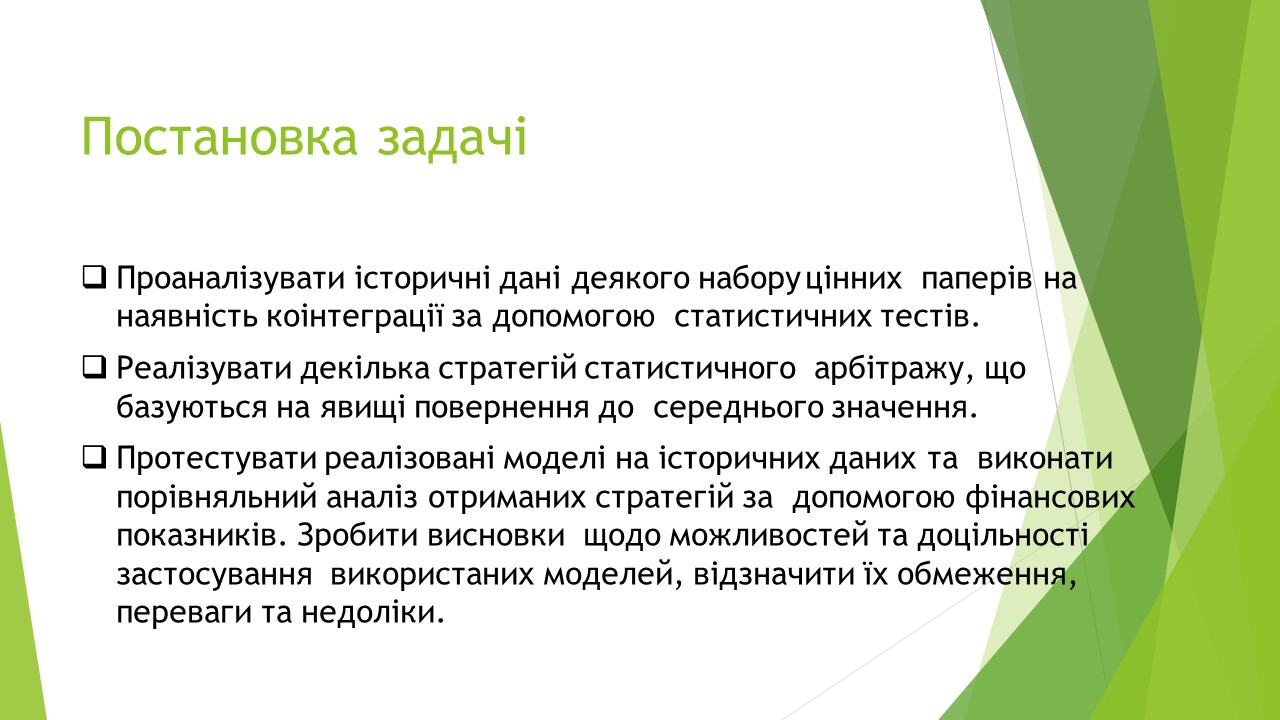 Постановка задачі
Проаналізувати історичні дані деякого набору цінних паперів на
наявність коінтеграції за допомогою статистичних тестів.
Реалізувати декілька стратегій статистичного арбітражу, що
базуються на явищі повернення до середнього значення.
Протестувати реалізовані моделі на історичних даних та виконати
порівняльний аналіз отриманих стратегій за допомогою фінансових
показників. Зробити висновки щодо можливостей та доцільності
застосування використаних моделей, відзначити їх обмеження,
переваги та недоліки.